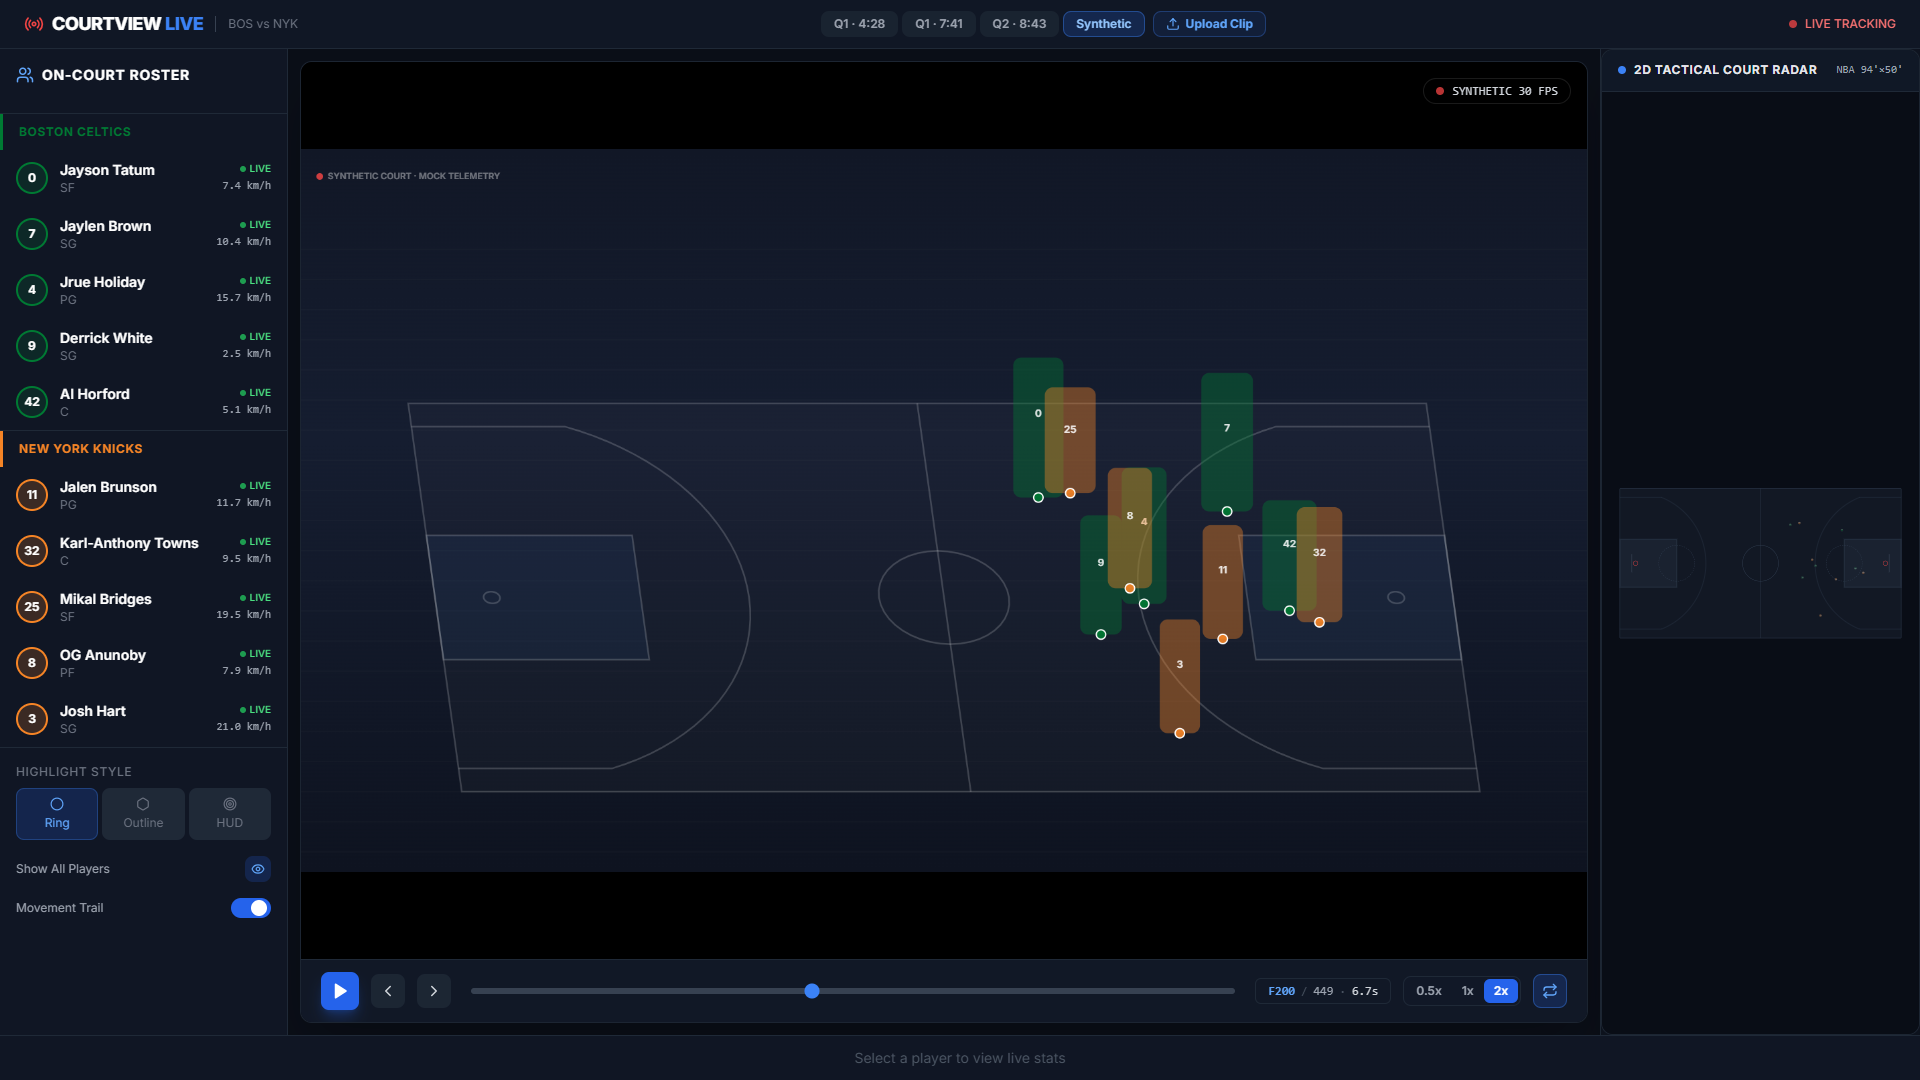 COURTVIEW LIVE
BOS vs NYK
Q1 · 4:28
Q1 · 7:41
Q2 · 8:43
Synthetic
Upload Clip
LIVE TRACKING
ON-COURT ROSTER
BOSTON CELTICS
0
Jayson Tatum
SF
LIVE
7.4 km/h
7
Jaylen Brown
SG
LIVE
10.4 km/h
4
Jrue Holiday
PG
LIVE
15.7 km/h
9
Derrick White
SG
LIVE
2.5 km/h
42
Al Horford
C
LIVE
5.1 km/h
NEW YORK KNICKS
11
Jalen Brunson
PG
LIVE
11.7 km/h
32
Karl-Anthony Towns
C
LIVE
9.5 km/h
25
Mikal Bridges
SF
LIVE
19.5 km/h
8
OG Anunoby
PF
LIVE
7.9 km/h
3
Josh Hart
SG
LIVE
21.0 km/h
HIGHLIGHT STYLE
Ring
Outline
HUD
Show All Players
Movement Trail
SYNTHETIC 30 FPS
SYNTHETIC COURT · MOCK TELEMETRY
0
25
7
8
4
9
42
32
11
3
F200 / 449 · 6.7s
0.5x
1x
2x
2D TACTICAL COURT RADAR
NBA 94'×50'
Select a player to view live stats